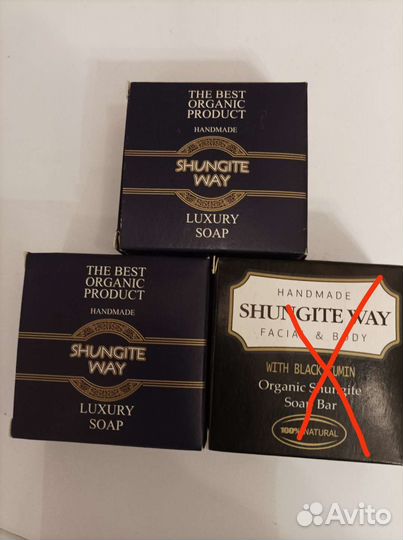 THE BEST
ORGANIC
PRODUCT
HANDMADE
SHUNGITE
WAY
LUXURY
SOAP
THE BEST
ORGANIC
PRODUCT
HANDMADE
SHUNGITE
WAY
LUXURY
SOAP
HANDMADE
SHUNGITE WAY
FACIAL & BODY
WITH BLACK CUMIN
Organic Shungite
Soap Bar
100% NATURAL
Avito